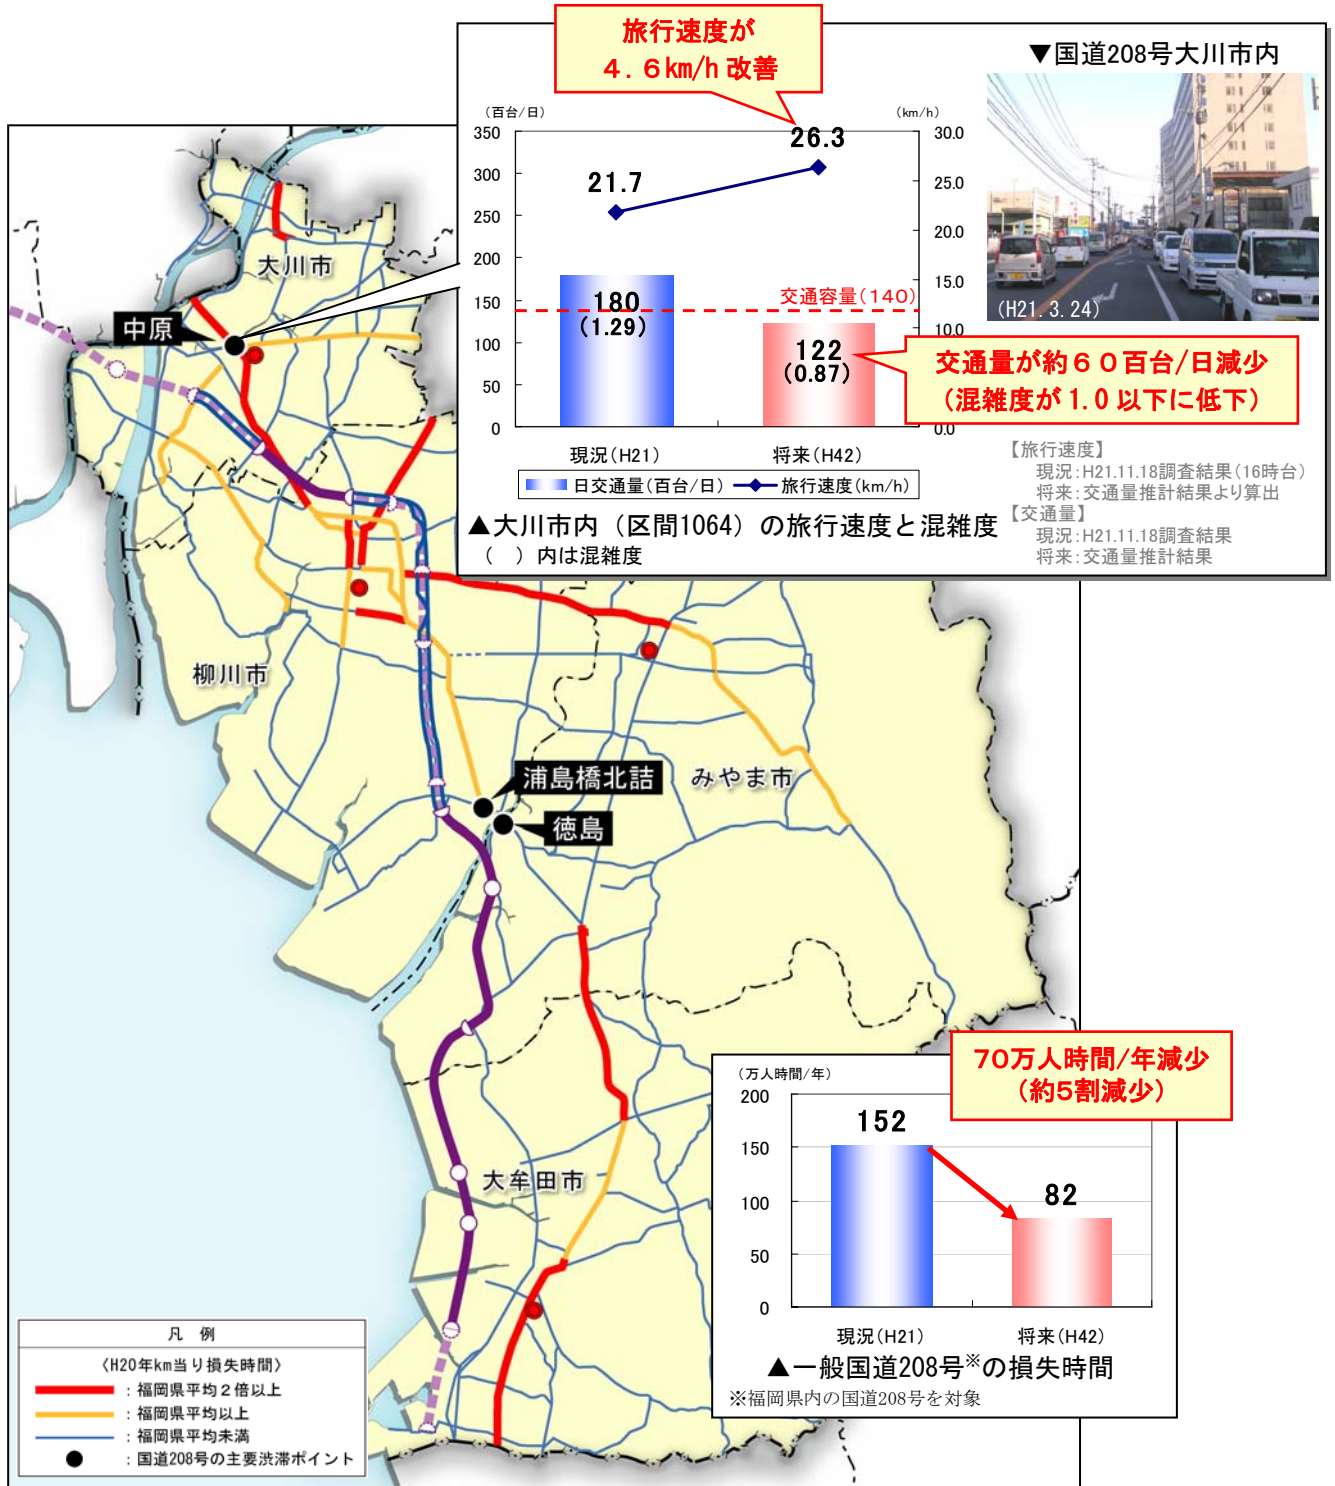 旅行速度が
４.６km/h 改善
▼国道208号大川市内
（百台/日）
（km/h）
350
300
250
200
150
100
50
0
30.0
25.0
20.0
15.0
10.0
0.0
21.7
26.3
180
(1.29)
122
(0.87)
交通容量（140）
(H21.3.24)
交通量が約６０百台/日減少
（混雑度が 1.0 以下に低下）
現況（H21）
将来（H42）
日交通量（百台/日）
旅行速度（km/h）
【旅行速度】
現況：H21.11.18調査結果（16時台）
将来：交通量推計結果より算出
【交通量】
現況：H21.11.18調査結果
将来：交通量推計結果
▲大川市内（区間1064）の旅行速度と混雑度
（　）内は混雑度
大川市
中原
柳川市
みやま市
浦島橋北詰
徳島
大牟田市
70万人時間/年減少
（約5割減少）
（万人時間/年）
200
150
100
50
0
152
82
現況（H21）
将来（H42）
▲一般国道208号※の損失時間
※福岡県内の国道208号を対象
凡　例
〈H20年km当り損失時間〉
：福岡県平均２倍以上
：福岡県平均以上
：福岡県平均未満
：国道208号の主要渋滞ポイント